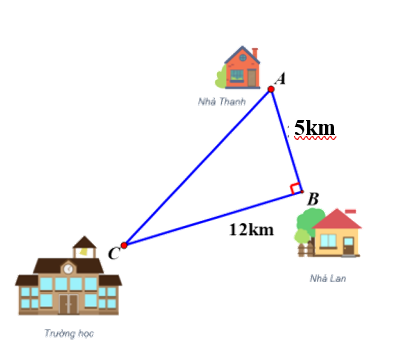 A
Nhà Thanh
5km
B
12km
Nhà Lan
C
Trường học